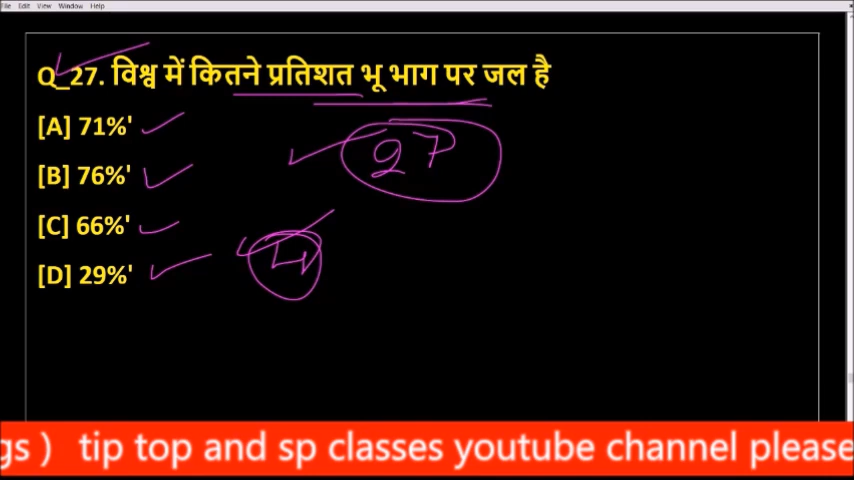 File Edit View Window Help
Q_27. विश्व में कितने प्रतिशत भू भाग पर जल है
[A] 71%'
[B] 76%'
27
[C] 66%'
[D] 29%'
gs ) tip top and sp classes youtube channel please